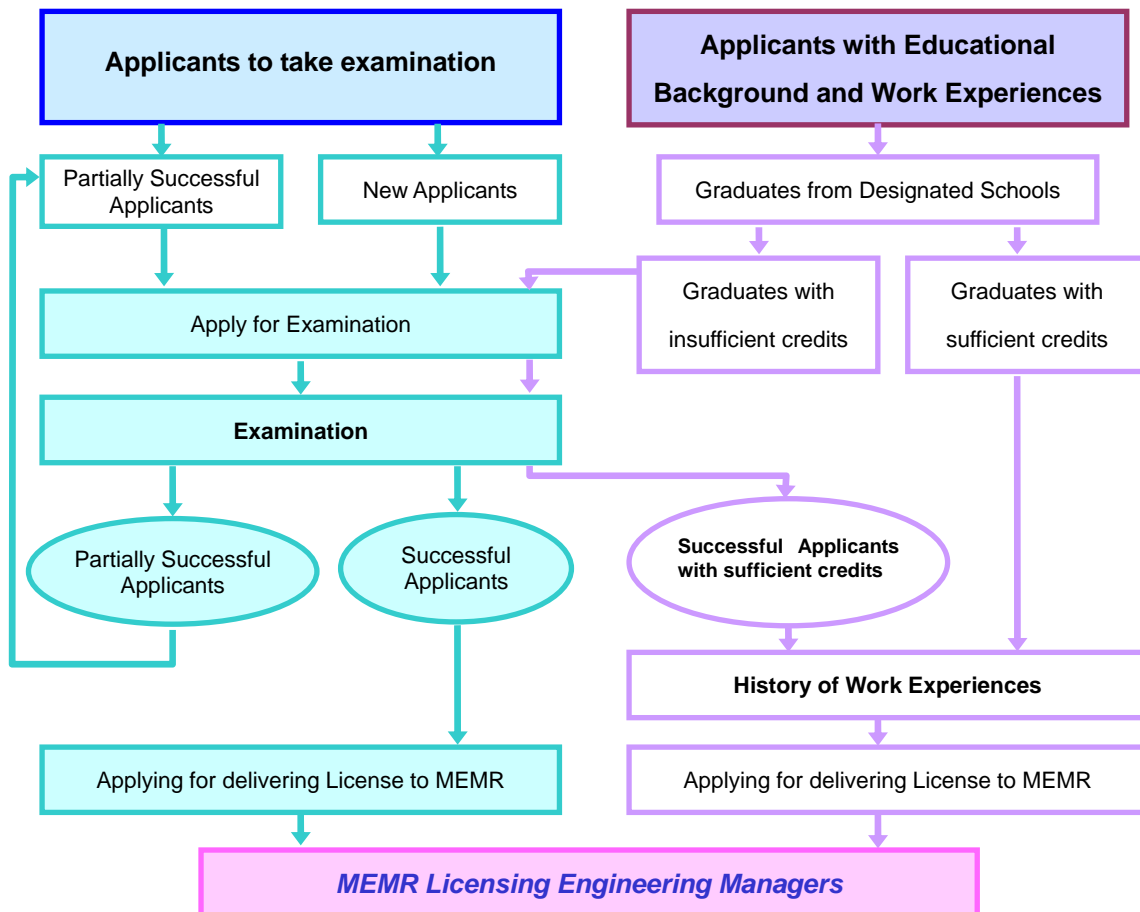 Applicants to take examination
Applicants with Educational
Background and Work Experiences
Partially Successful
Applicants
New Applicants
Graduates from Designated Schools
Apply for Examination
Graduates with
insufficient credits
Graduates with
sufficient credits
Examination
Partially Successful
Applicants
Successful
Applicants
Successful Applicants
with sufficient credits
History of Work Experiences
Applying for delivering License to MEMR
Applying for delivering License to MEMR
MEMR Licensing Engineering Managers